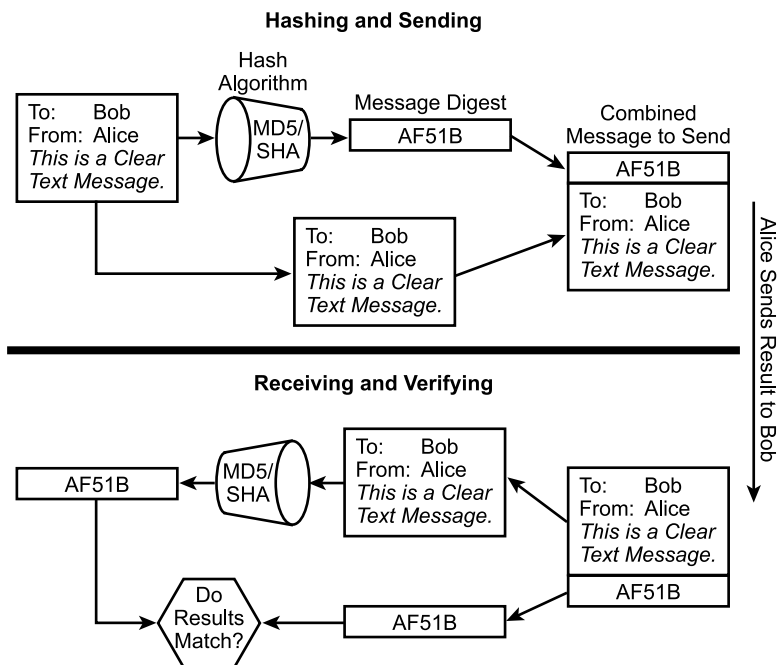 Hashing and Sending
Hash
Algorithm
To: Bob
From: Alice
This is a Clear
Text Message.
MD5/
SHA
Message Digest
AF51B
Combined
Message to Send
AF51B
To: Bob
From: Alice
This is a Clear
Text Message.
To: Bob
From: Alice
This is a Clear
Text Message.
Alice Sends Result to Bob
Receiving and Verifying
AF51B
MD5/
SHA
To: Bob
From: Alice
This is a Clear
Text Message.
To: Bob
From: Alice
This is a Clear
Text Message.
AF51B
Do
Results
Match?
AF51B